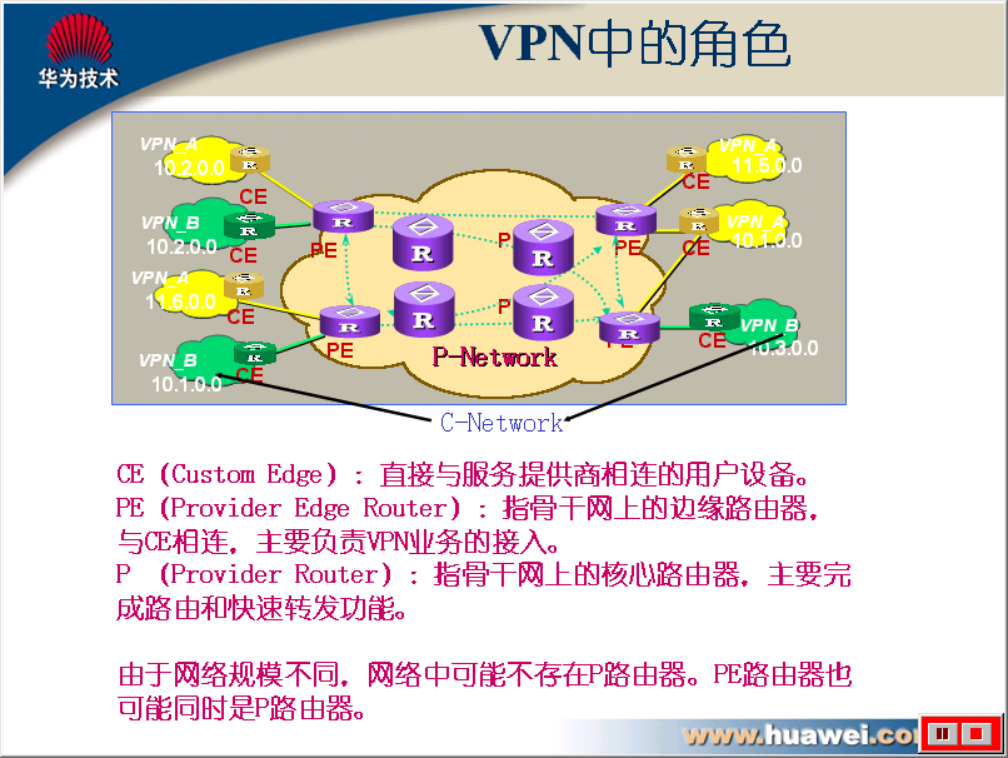 华为技术
VPN中的角色
VPN_A
10.2.0.0
CE
VPN_A
11.5.0.0
CE
VPN_B
10.2.0.0
CE
PE
R
R
R
R
P
PE
VPN_A
10.1.0.0
CE
VPN_A
11.6.0.0
CE
PE
R
R
R
R
P
PE
P-Network
VPN_B
10.3.0.0
CE
VPN_B
10.1.0.0
CE
C-Network
CE (Custom Edge) : 直接与服务提供商相连的用户设备。
PE (Provider Edge Router) : 指骨干网上的边缘路由器，
与CE相连，主要负责VPN业务的接入。
P (Provider Router) : 指骨干网上的核心路由器，主要完
成路由和快速转发功能。
由于网络规模不同，网络中可能不存在P路由器。PE路由器也
可能同时是P路由器。
www.huawei.co